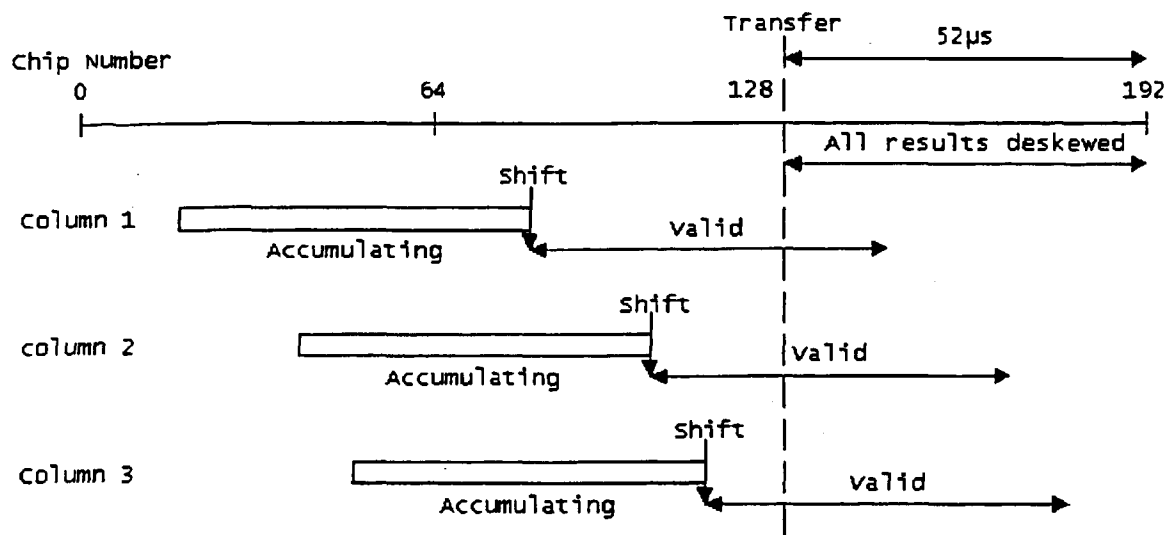 Transfer
52µs
Chip Number
0 64 128 192
All results deskewed
Shift
Column 1
Valid
Accumulating
Shift
Column 2
Valid
Accumulating
Shift
Column 3
Valid
Accumulating